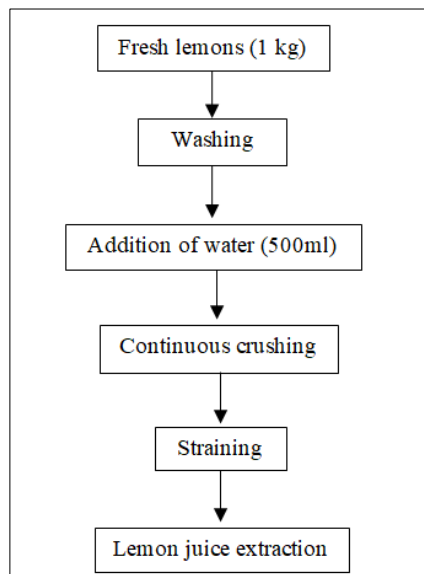 Fresh lemons (1 kg)
Washing
Addition of water (500ml)
Continuous crushing
Straining
Lemon juice extraction